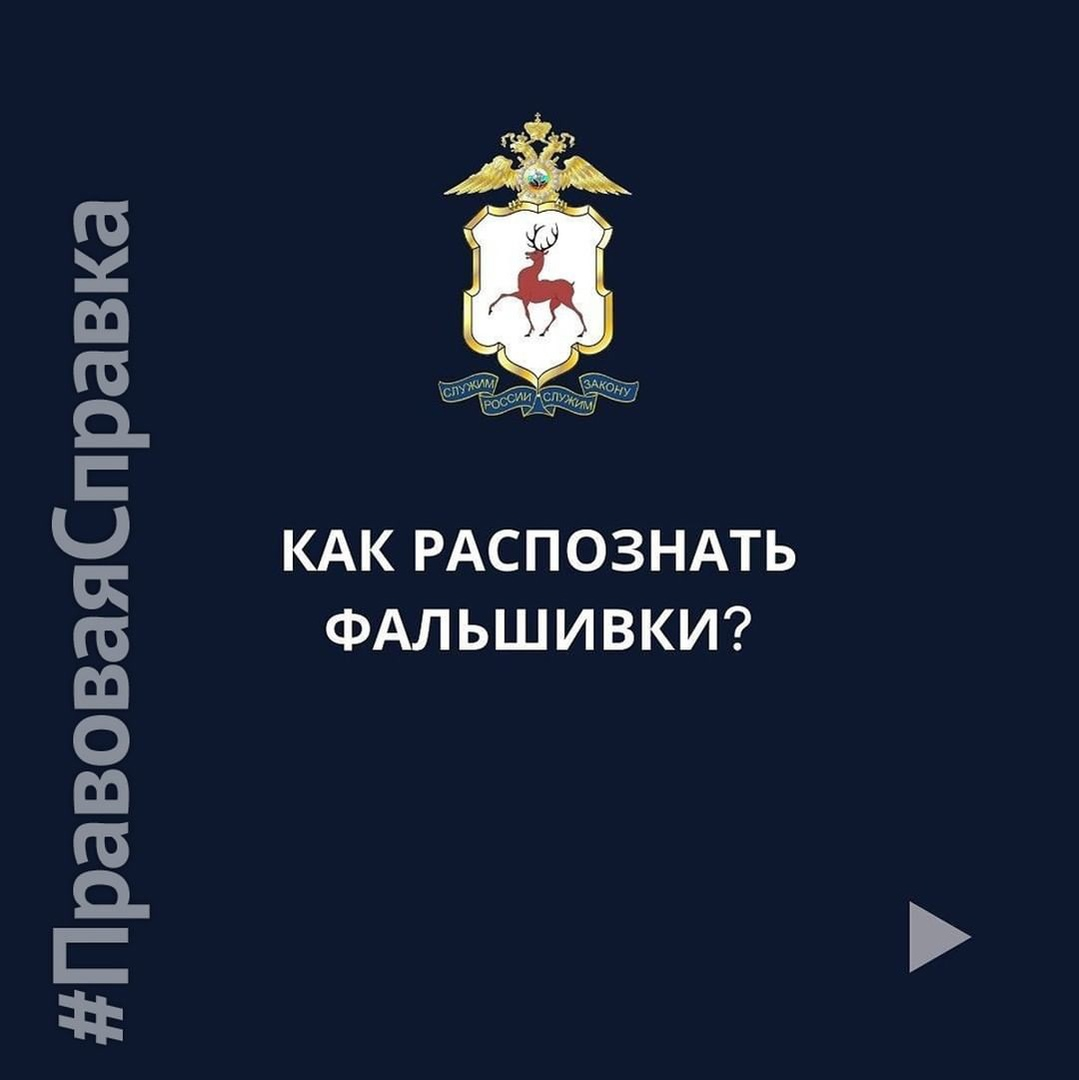 #ПравоваяСправка
СЛУЖИМ РОССИИ СЛУЖИМ ЗАКОНУ
КАК РАСПОЗНАТЬ
ФАЛЬШИВКИ?